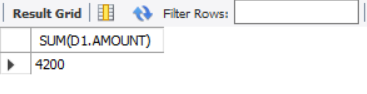 Result Grid Filter Rows:
SUM(D1.AMOUNT)
4200